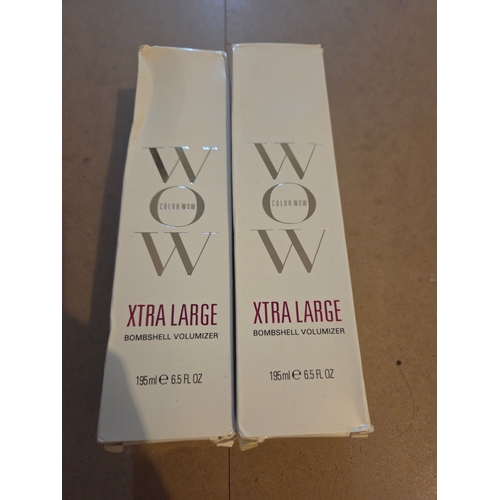 W
COLOR WOW
O
W
XTRA LARGE
BOMBSHELL VOLUMIZER
195ml ℮ 6.5 FL OZ
W
COLOR WOW
O
W
XTRA LARGE
BOMBSHELL VOLUMIZER
195ml ℮ 6.5 FL OZ